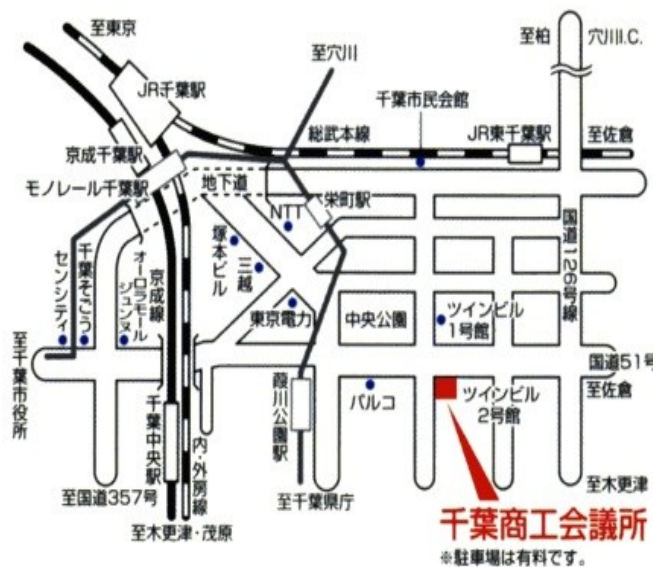 至東京
至穴川
至柏
穴川I.C.
JR千葉駅
千葉市民会館
総武本線
JR東千葉駅
至佐倉
京成千葉駅
モノレール千葉駅
地下道
栄町駅
NTT
国道126号線
塚本ビル
三越
センシティ
千葉そごう
オーロラモール
ジュンヌ
京成線
東京電力
中央公園
ツインビル
1号館
至千葉市役所
国道51号
葭川公園駅
パルコ
ツインビル
2号館
至佐倉
千葉中央駅
内・外房線
至国道357号
至千葉県庁
至木更津
至木更津・茂原
千葉商工会議所
※駐車場は有料です。